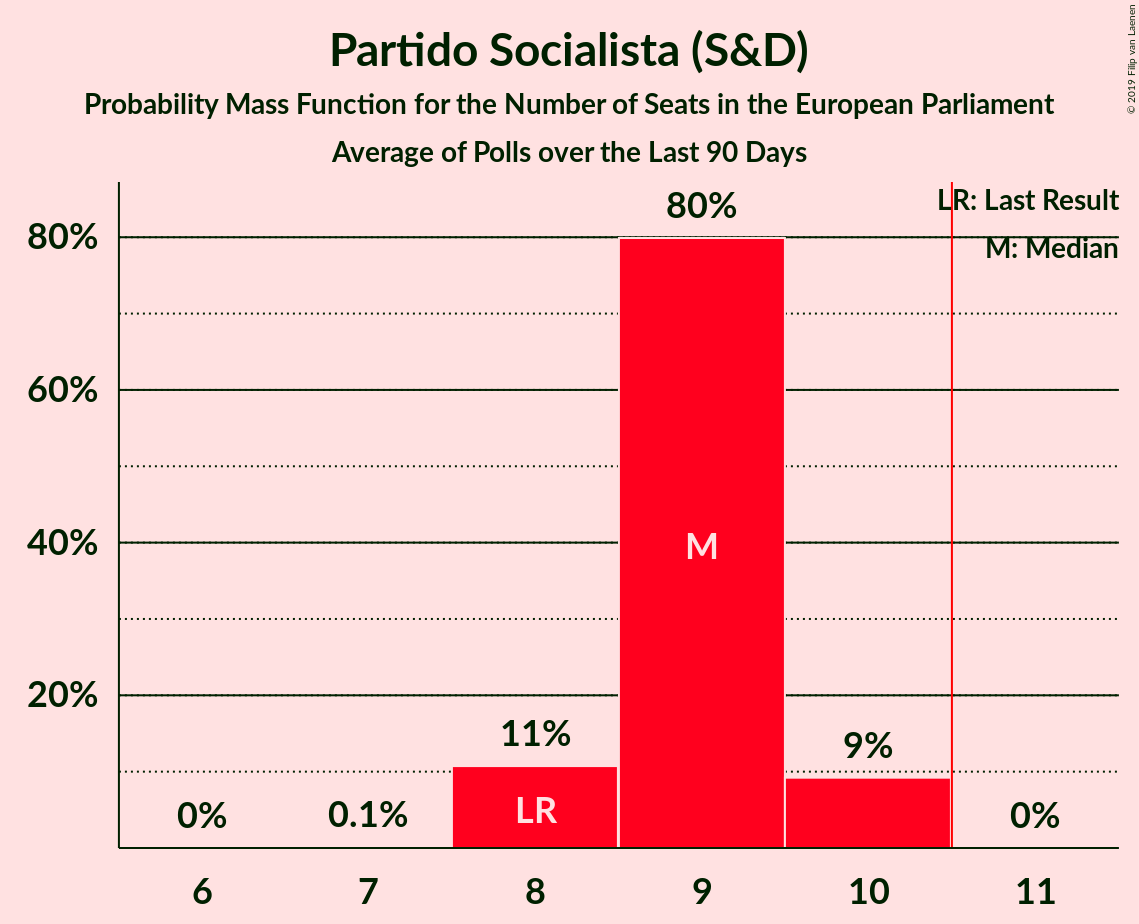 Partido Socialista (S&D)
Probability Mass Function for the Number of Seats in the European Parliament
Average of Polls over the Last 90 Days
© 2019 Filip van Laenen
LR: Last Result
M: Median
80%
60%
40%
20%
0%
0.1%
11%
80%
9%
0%
LR
M
6
7
8
9
10
11